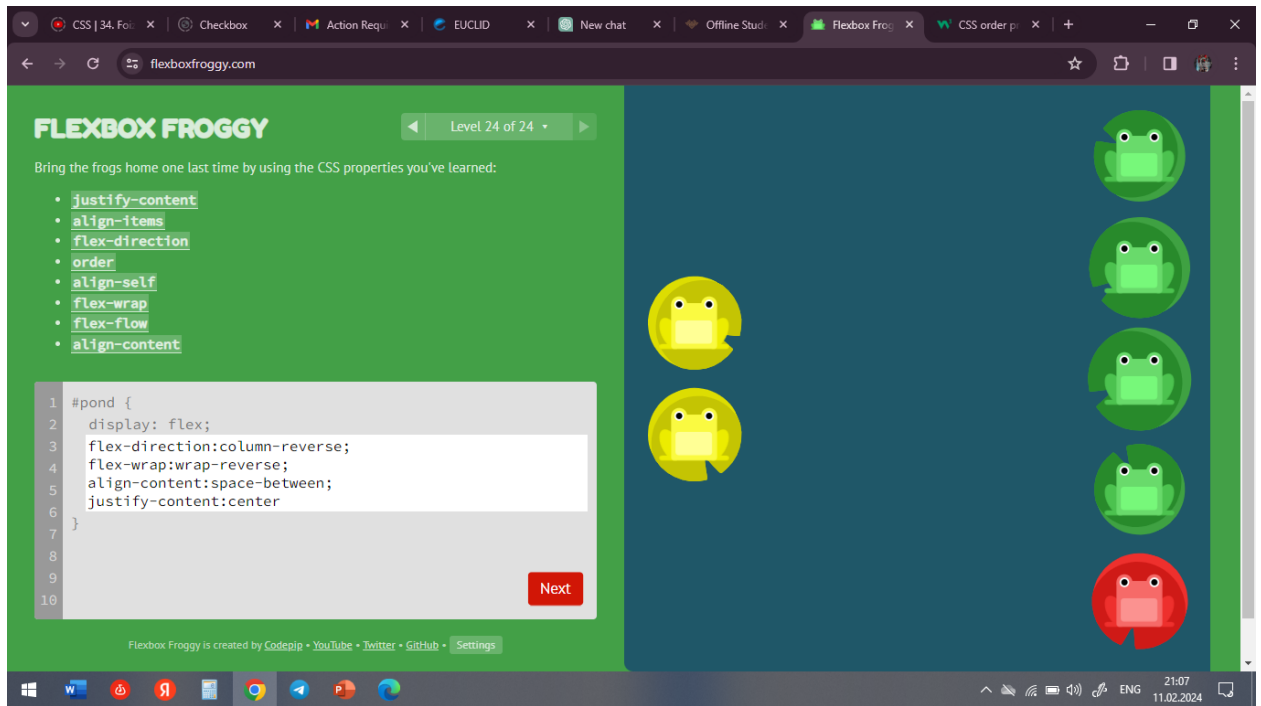 CSS | 34. Foi
Checkbox
Action Requi
EUCLID
New chat
Offline Stude
Flexbox Frog
CSS order pr
flexboxfroggy.com
FLEXBOX FROGGY
Level 24 of 24
Bring the frogs home one last time by using the CSS properties you've learned:
• justify-content
• align-items
• flex-direction
• order
• align-self
• flex-wrap
• flex-flow
• align-content
1 #pond {
2 display: flex;
3 flex-direction:column-reverse;
4 flex-wrap:wrap-reverse;
5 align-content:space-between;
6 justify-content:center
7 }
8
9
10
Next
Flexbox Froggy is created by Codepip • YouTube • Twitter • GitHub • Settings
ENG
21:07
11.02.2024